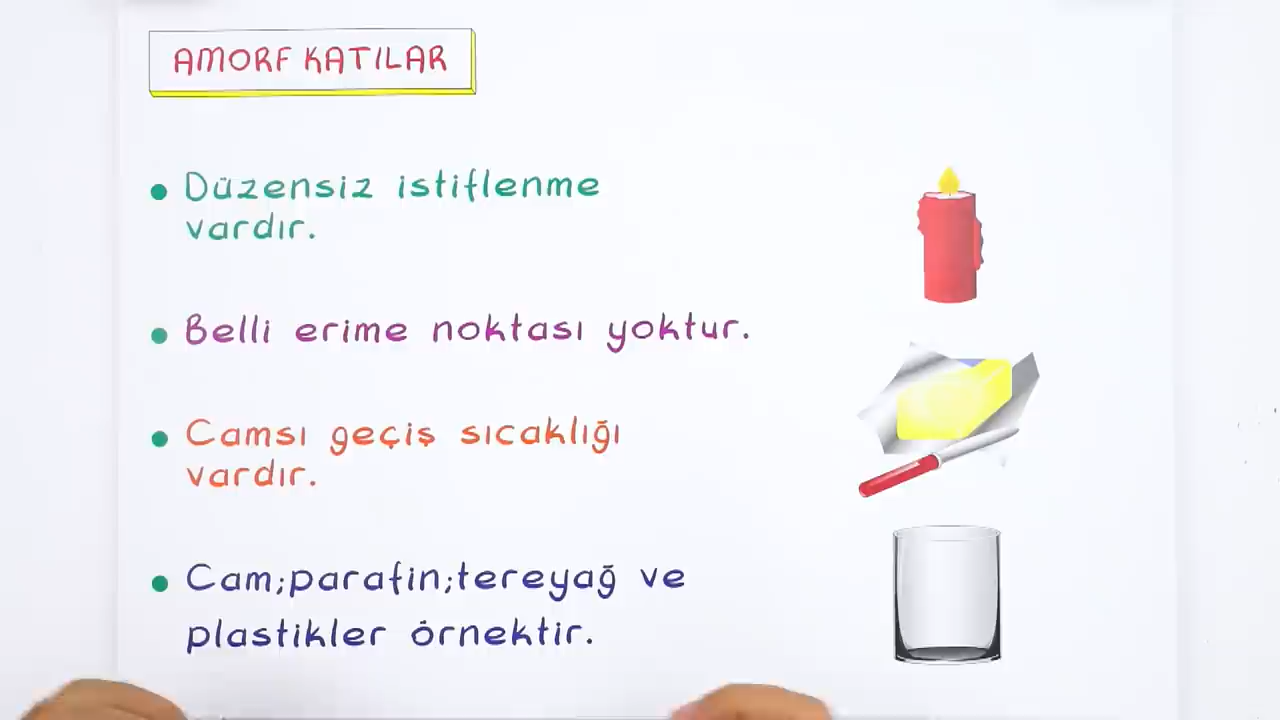 AMORF KATILAR
Düzensiz istiflenme
vardır.
Belli erime noktası yoktur.
Camsı geçiş sıcaklığı
vardır.
Cam;parafin;tereyağ ve
plastikler örnektir.